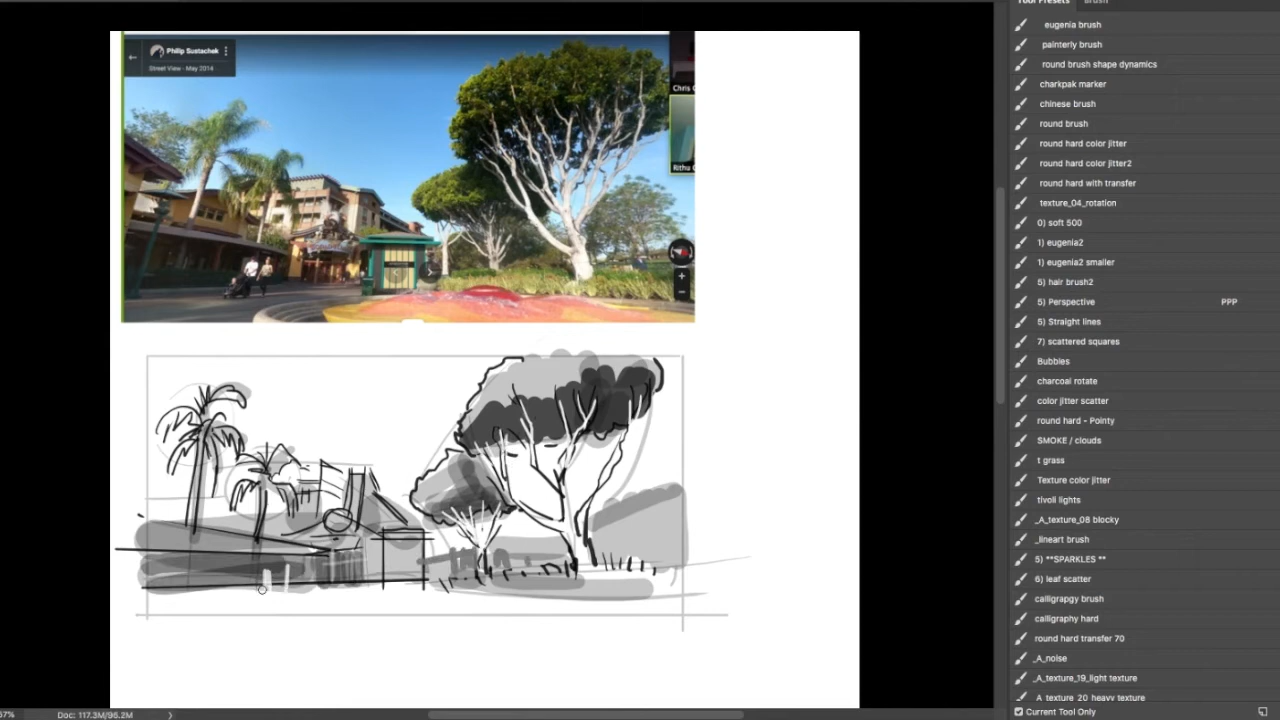 Tool Presets
Brush
eugenia brush
painterly brush
round brush shape dynamics
charkpak marker
chinese brush
round brush
round hard color jitter
round hard color jitter2
round hard with transfer
texture_04_rotation
0) soft 500
1) eugenia2
1) eugenia2 smaller
5) hair brush2
5) Perspective PPP
5) Straight lines
7) scattered squares
Bubbles
charcoal rotate
color jitter scatter
round hard - Pointy
SMOKE / clouds
t grass
Texture color jitter
tivoli lights
_A_texture_08 blocky
_lineart brush
5) **SPARKLES **
6) leaf scatter
calligrapgy brush
calligraphy hard
round hard transfer 70
_A_noise
_A_texture_19_light texture
_A_texture_20_heavy texture
Current Tool Only
Philip Sustachek
Street View - May 2014
Chris
Rithu
Doc: 117.3M/96.2M